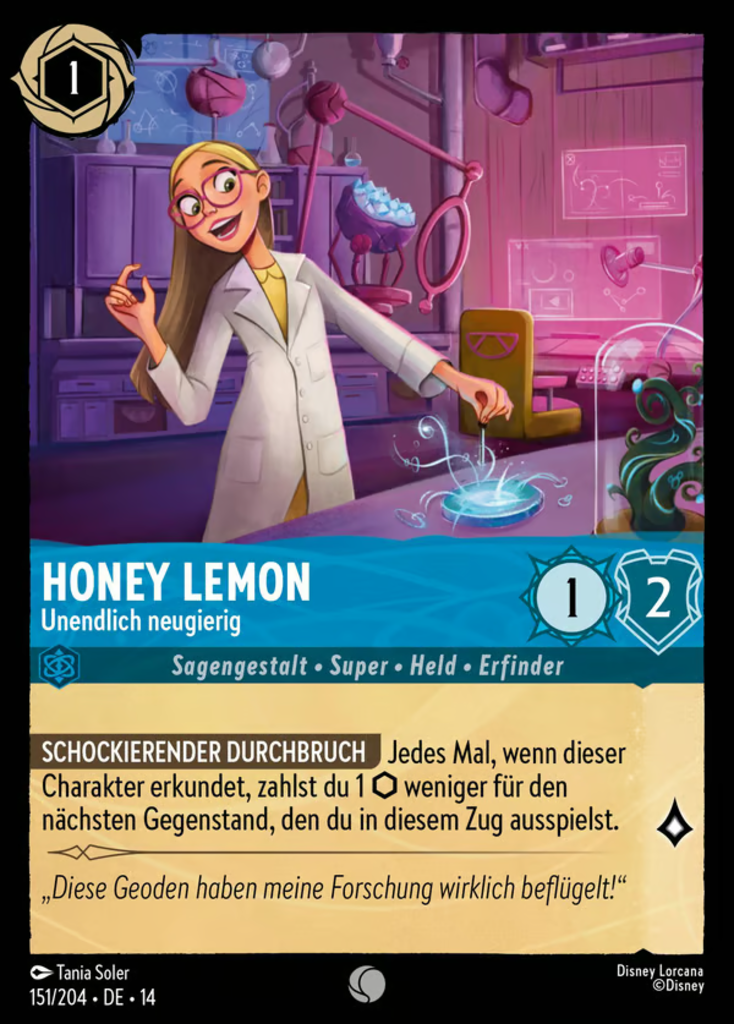 1
HONEY LEMON
Unendlich neugierig
1
2
Sagengestalt • Super • Held • Erfinder
SCHOCKIERENDER DURCHBRUCH Jedes Mal, wenn dieser
Charakter erkundet, zahlst du 1 ⬡ weniger für den
nächsten Gegenstand, den du in diesem Zug ausspielst.
„Diese Geoden haben meine Forschung wirklich beflügelt!“
Tania Soler
151/204 • DE • 14
Disney Lorcana
©Disney